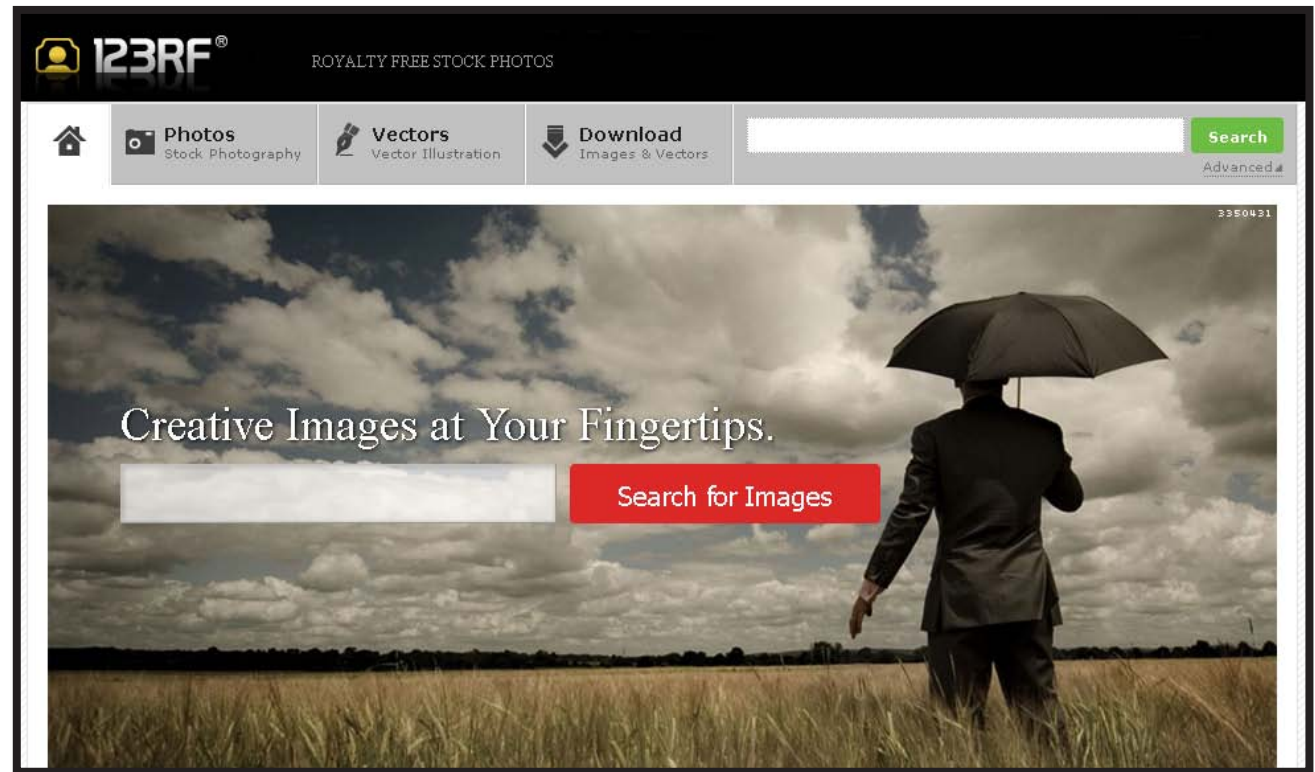 123RF®
ROYALTY FREE STOCK PHOTOS
Photos
Stock Photography
Vectors
Vector Illustration
Download
Images & Vectors
Search
Advanced
3350431
Creative Images at Your Fingertips.
Search for Images